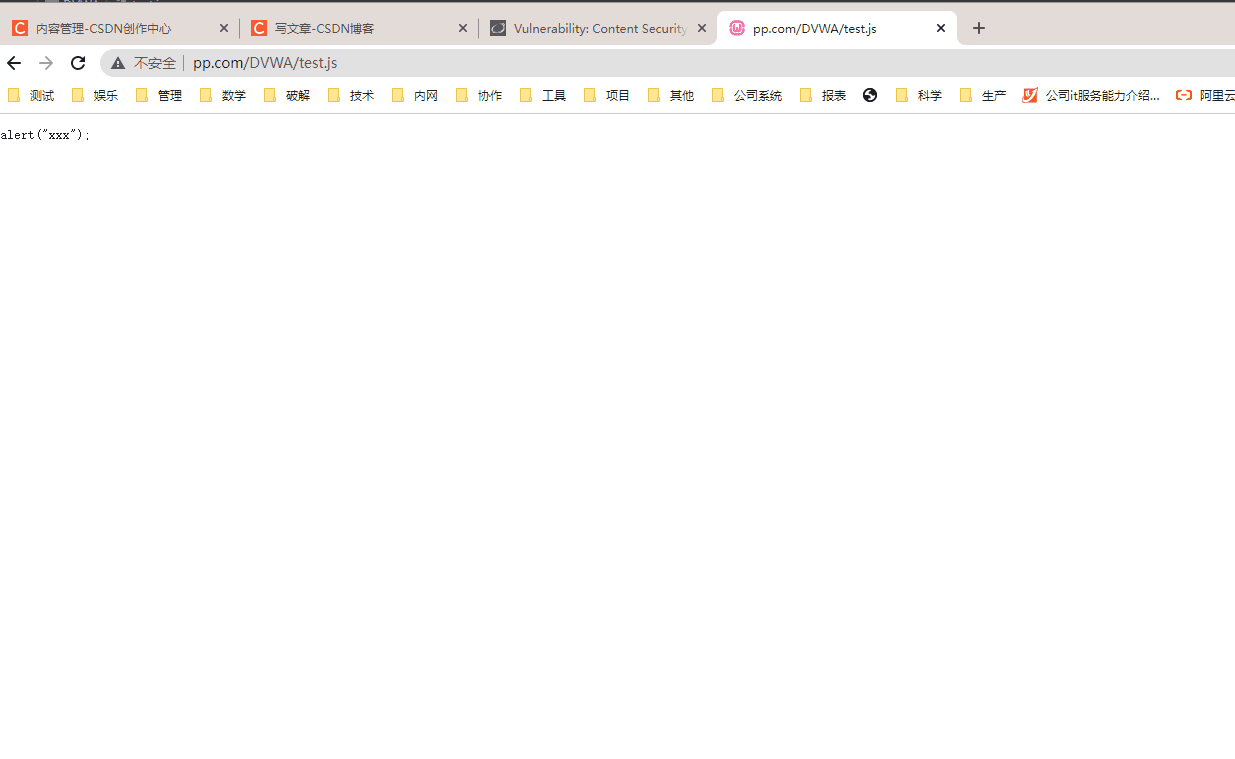 内容管理-CSDN创作中心 写文章-CSDN博客 Vulnerability: Content Security pp.com/DVWA/test.js
不安全 pp.com/DVWA/test.js
测试 娱乐 管理 数学 破解 技术 内网 协作 工具 项目 其他 公司系统 报表 科学 生产 公司it服务能力介绍... 阿里云
alert("xxx");